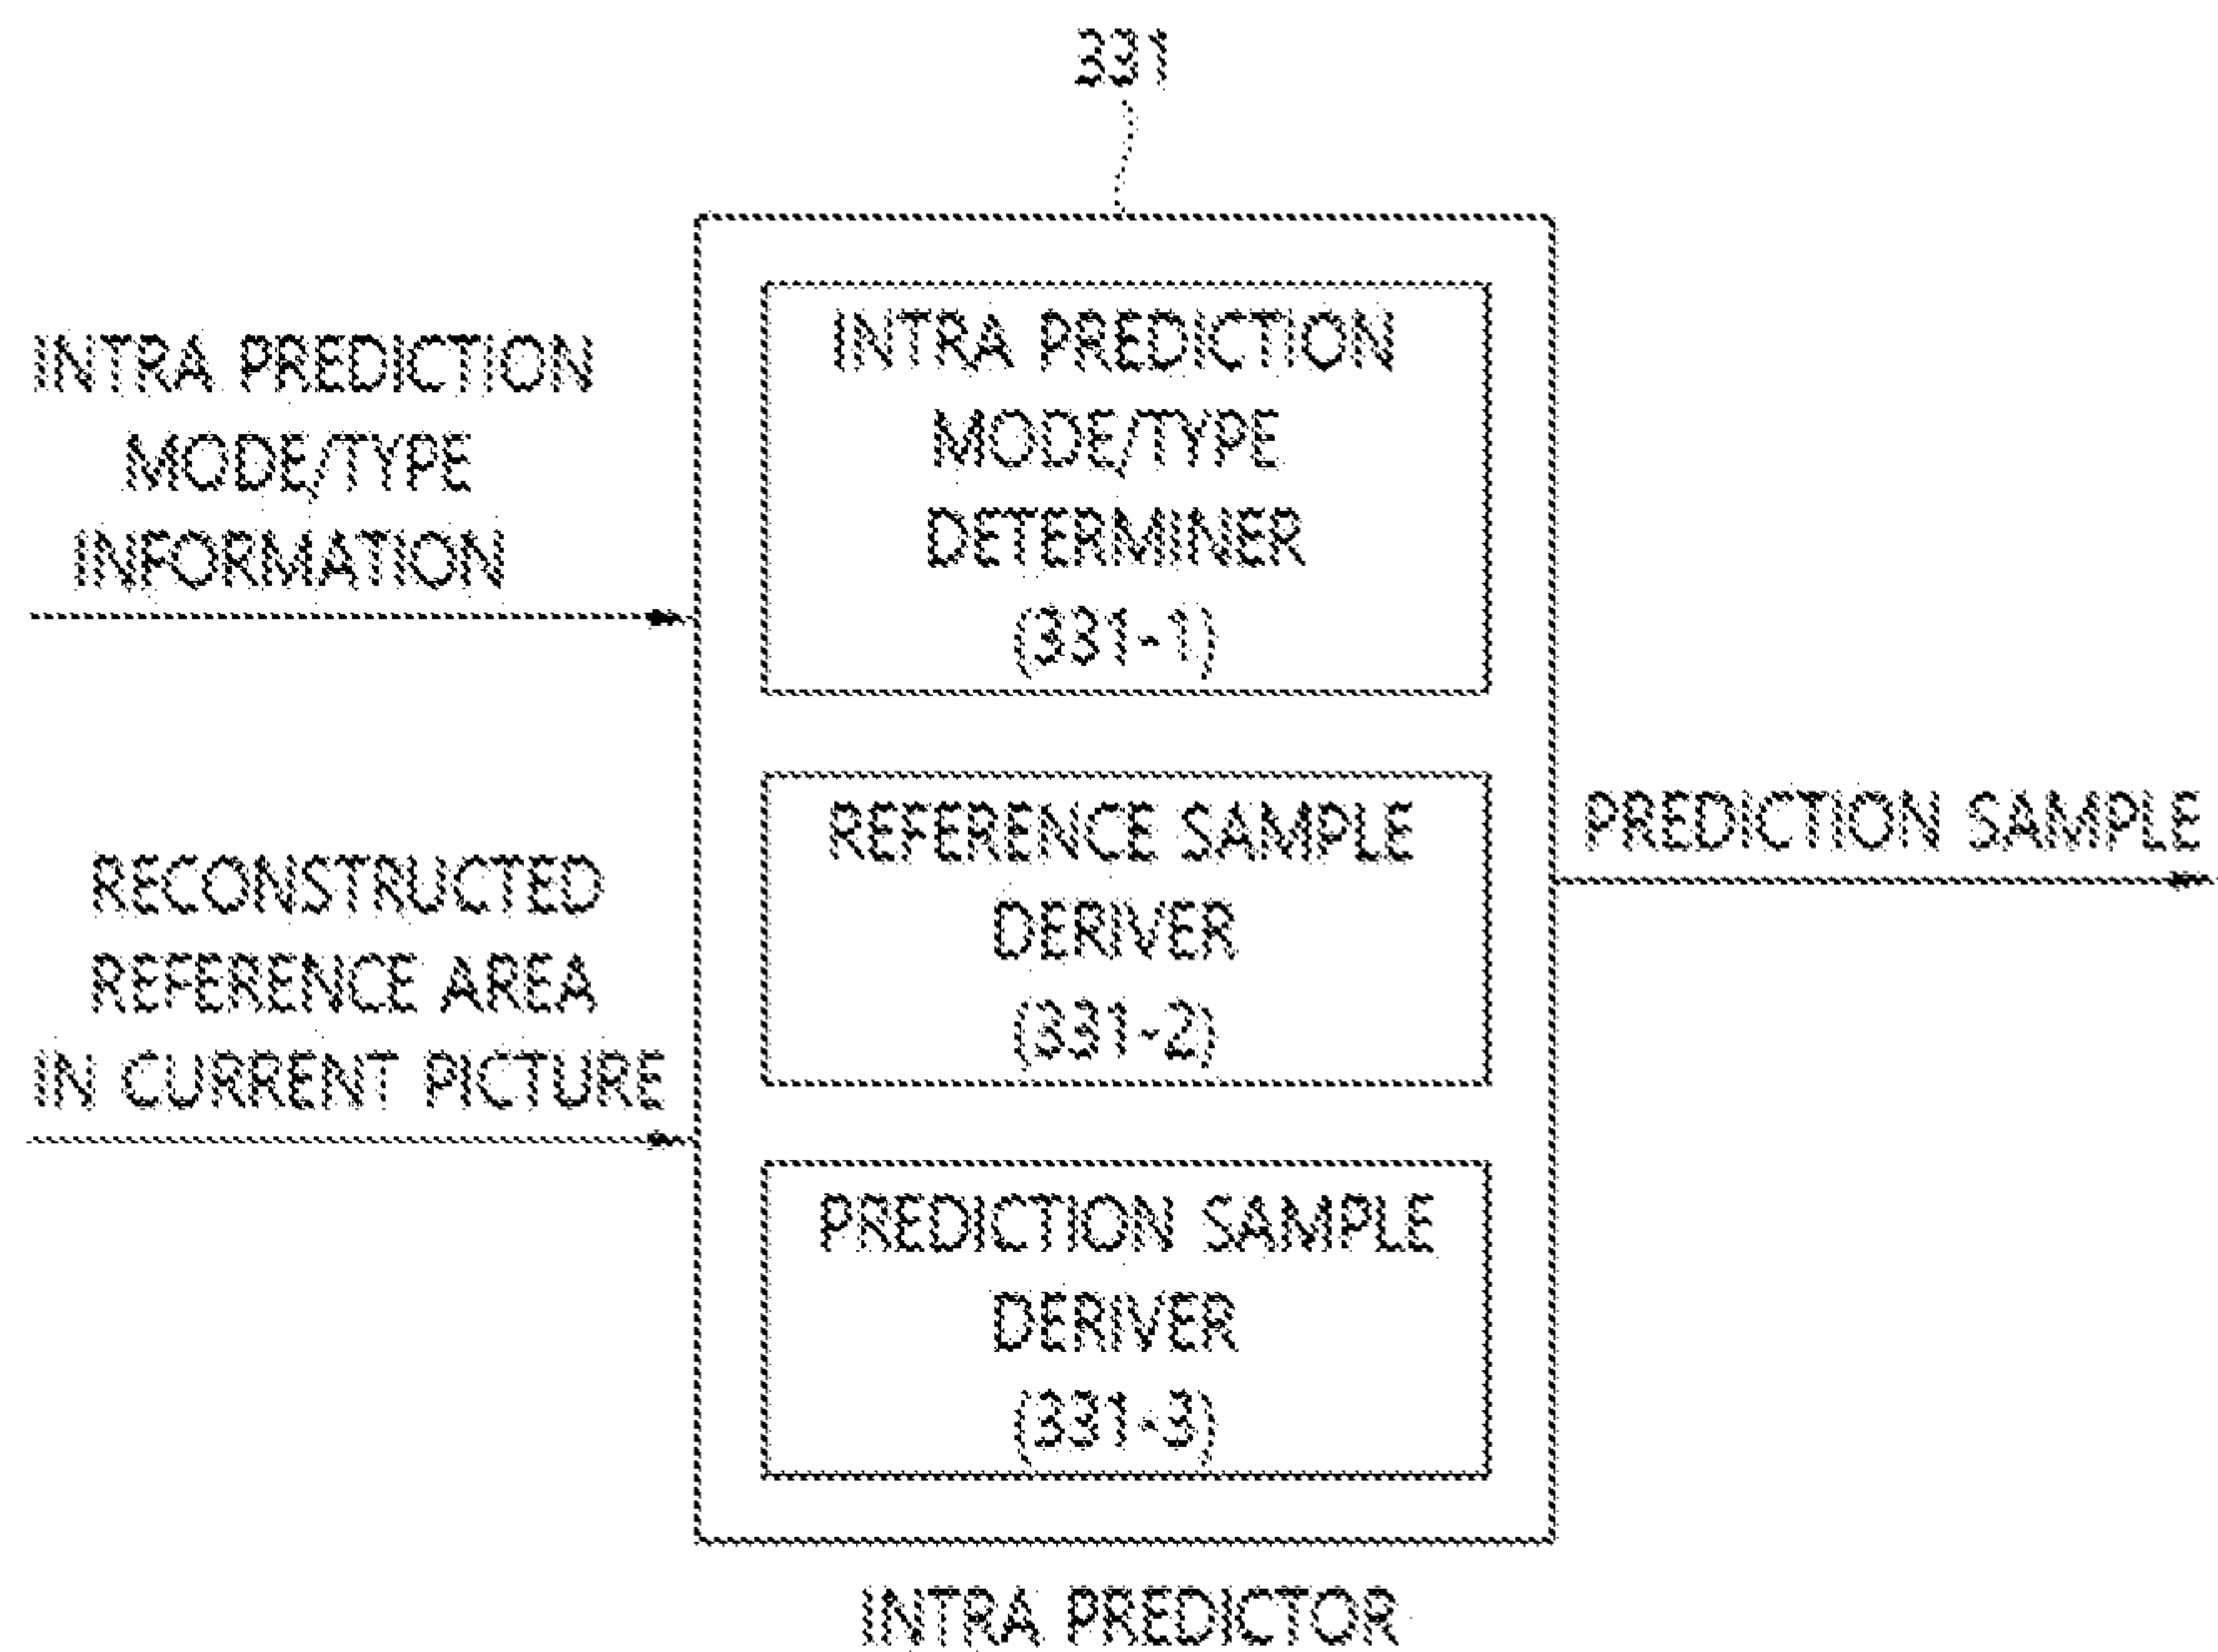 331
INTRA PREDICTION
MODE/TYPE
INFORMATION
RECONSTRUCTED
REFERENCE AREA
IN CURRENT PICTURE
INTRA PREDICTION
MODE/TYPE
DETERMINER
(331-1)
REFERENCE SAMPLE
DERIVER
(331-2)
PREDICTION SAMPLE
DERIVER
(331-3)
PREDICTION SAMPLE
INTRA PREDICTOR